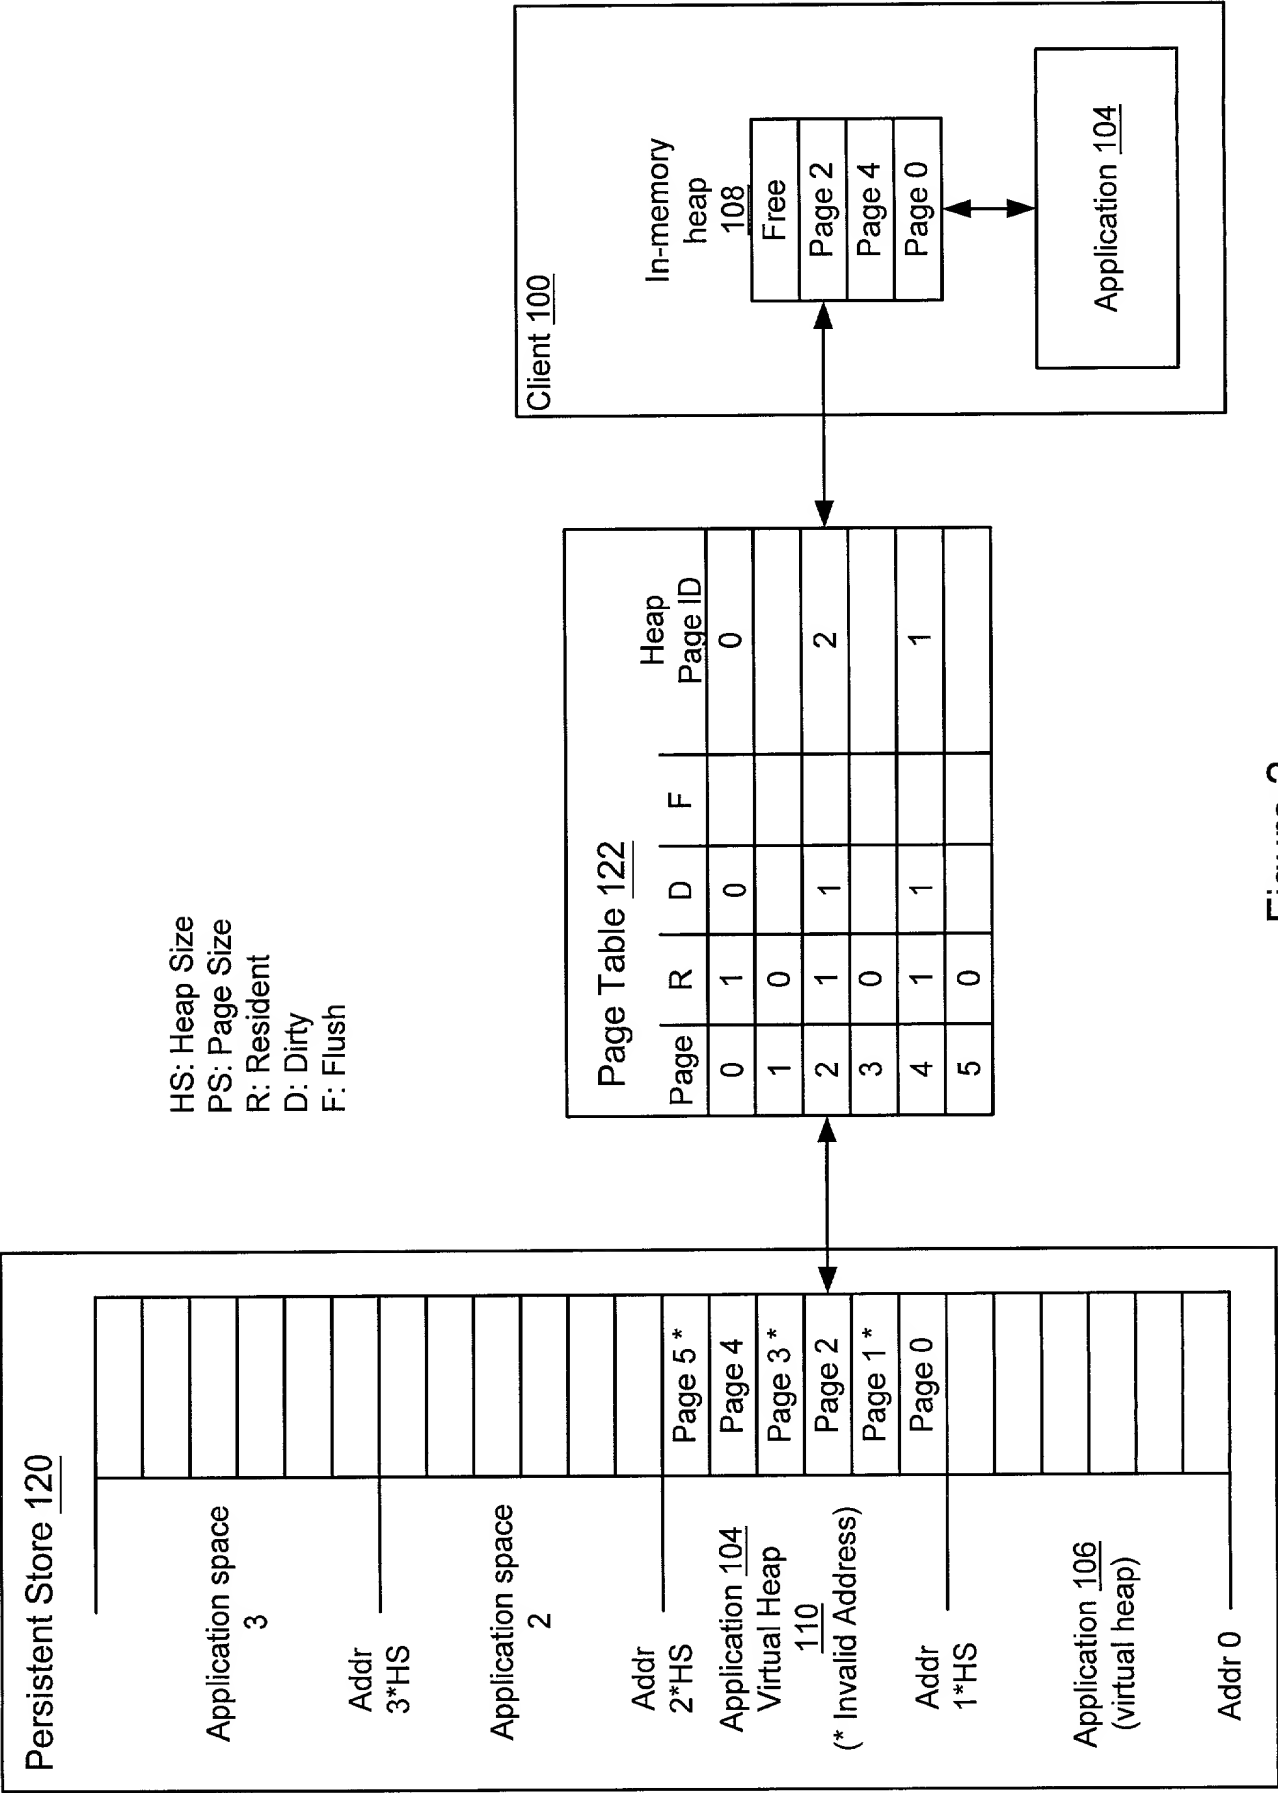 Persistent Store 120
Application space
3
Addr
3*HS
Application space
2
Addr
2*HS
Application 104
Virtual Heap
110
(* Invalid Address)
Addr
1*HS
Application 106
(virtual heap)
Addr 0
Page 5 *
Page 4
Page 3 *
Page 2
Page 1 *
Page 0
HS: Heap Size
PS: Page Size
R: Resident
D: Dirty
F: Flush
Page Table 122
Heap
Page R D F Page ID
0 1 0 0
1 0
2 1 1 2
3 0
4 1 1 1
5 0
Client 100
In-memory
heap
108
Free
Page 2
Page 4
Page 0
Application 104